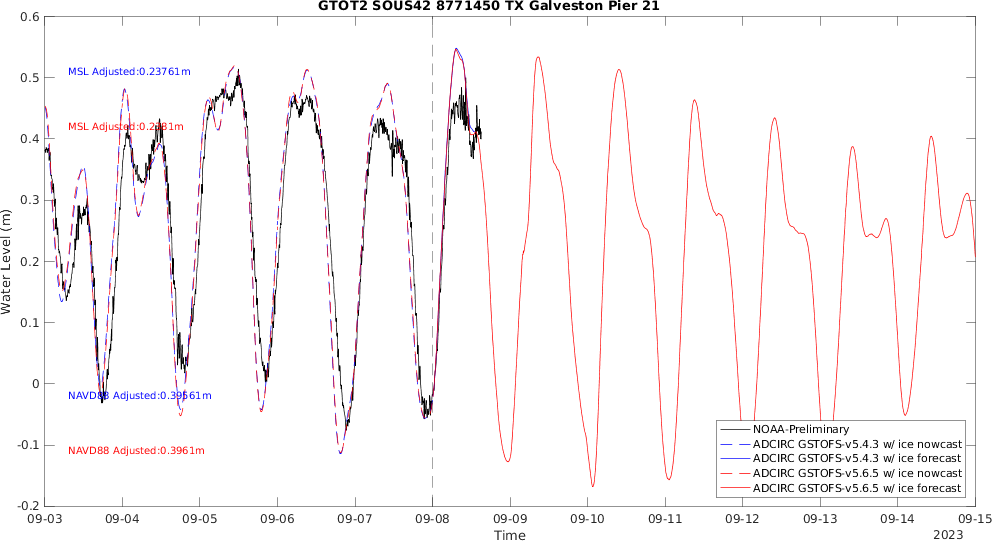 GTOT2 SOUS42 8771450 TX Galveston Pier 21
Water Level (m)
0.6
0.5
0.4
0.3
0.2
0.1
0
-0.1
-0.2
MSL Adjusted:0.23761m
MSL Adjusted:0.2381m
NAVD88 Adjusted:0.39561m
NAVD88 Adjusted:0.3961m
NOAA-Preliminary
ADCIRC GSTOFS-v5.4.3 w/ ice nowcast
ADCIRC GSTOFS-v5.4.3 w/ ice forecast
ADCIRC GSTOFS-v5.6.5 w/ ice nowcast
ADCIRC GSTOFS-v5.6.5 w/ ice forecast
09-03 09-04 09-05 09-06 09-07 09-08 09-09 09-10 09-11 09-12 09-13 09-14 09-15
Time
2023